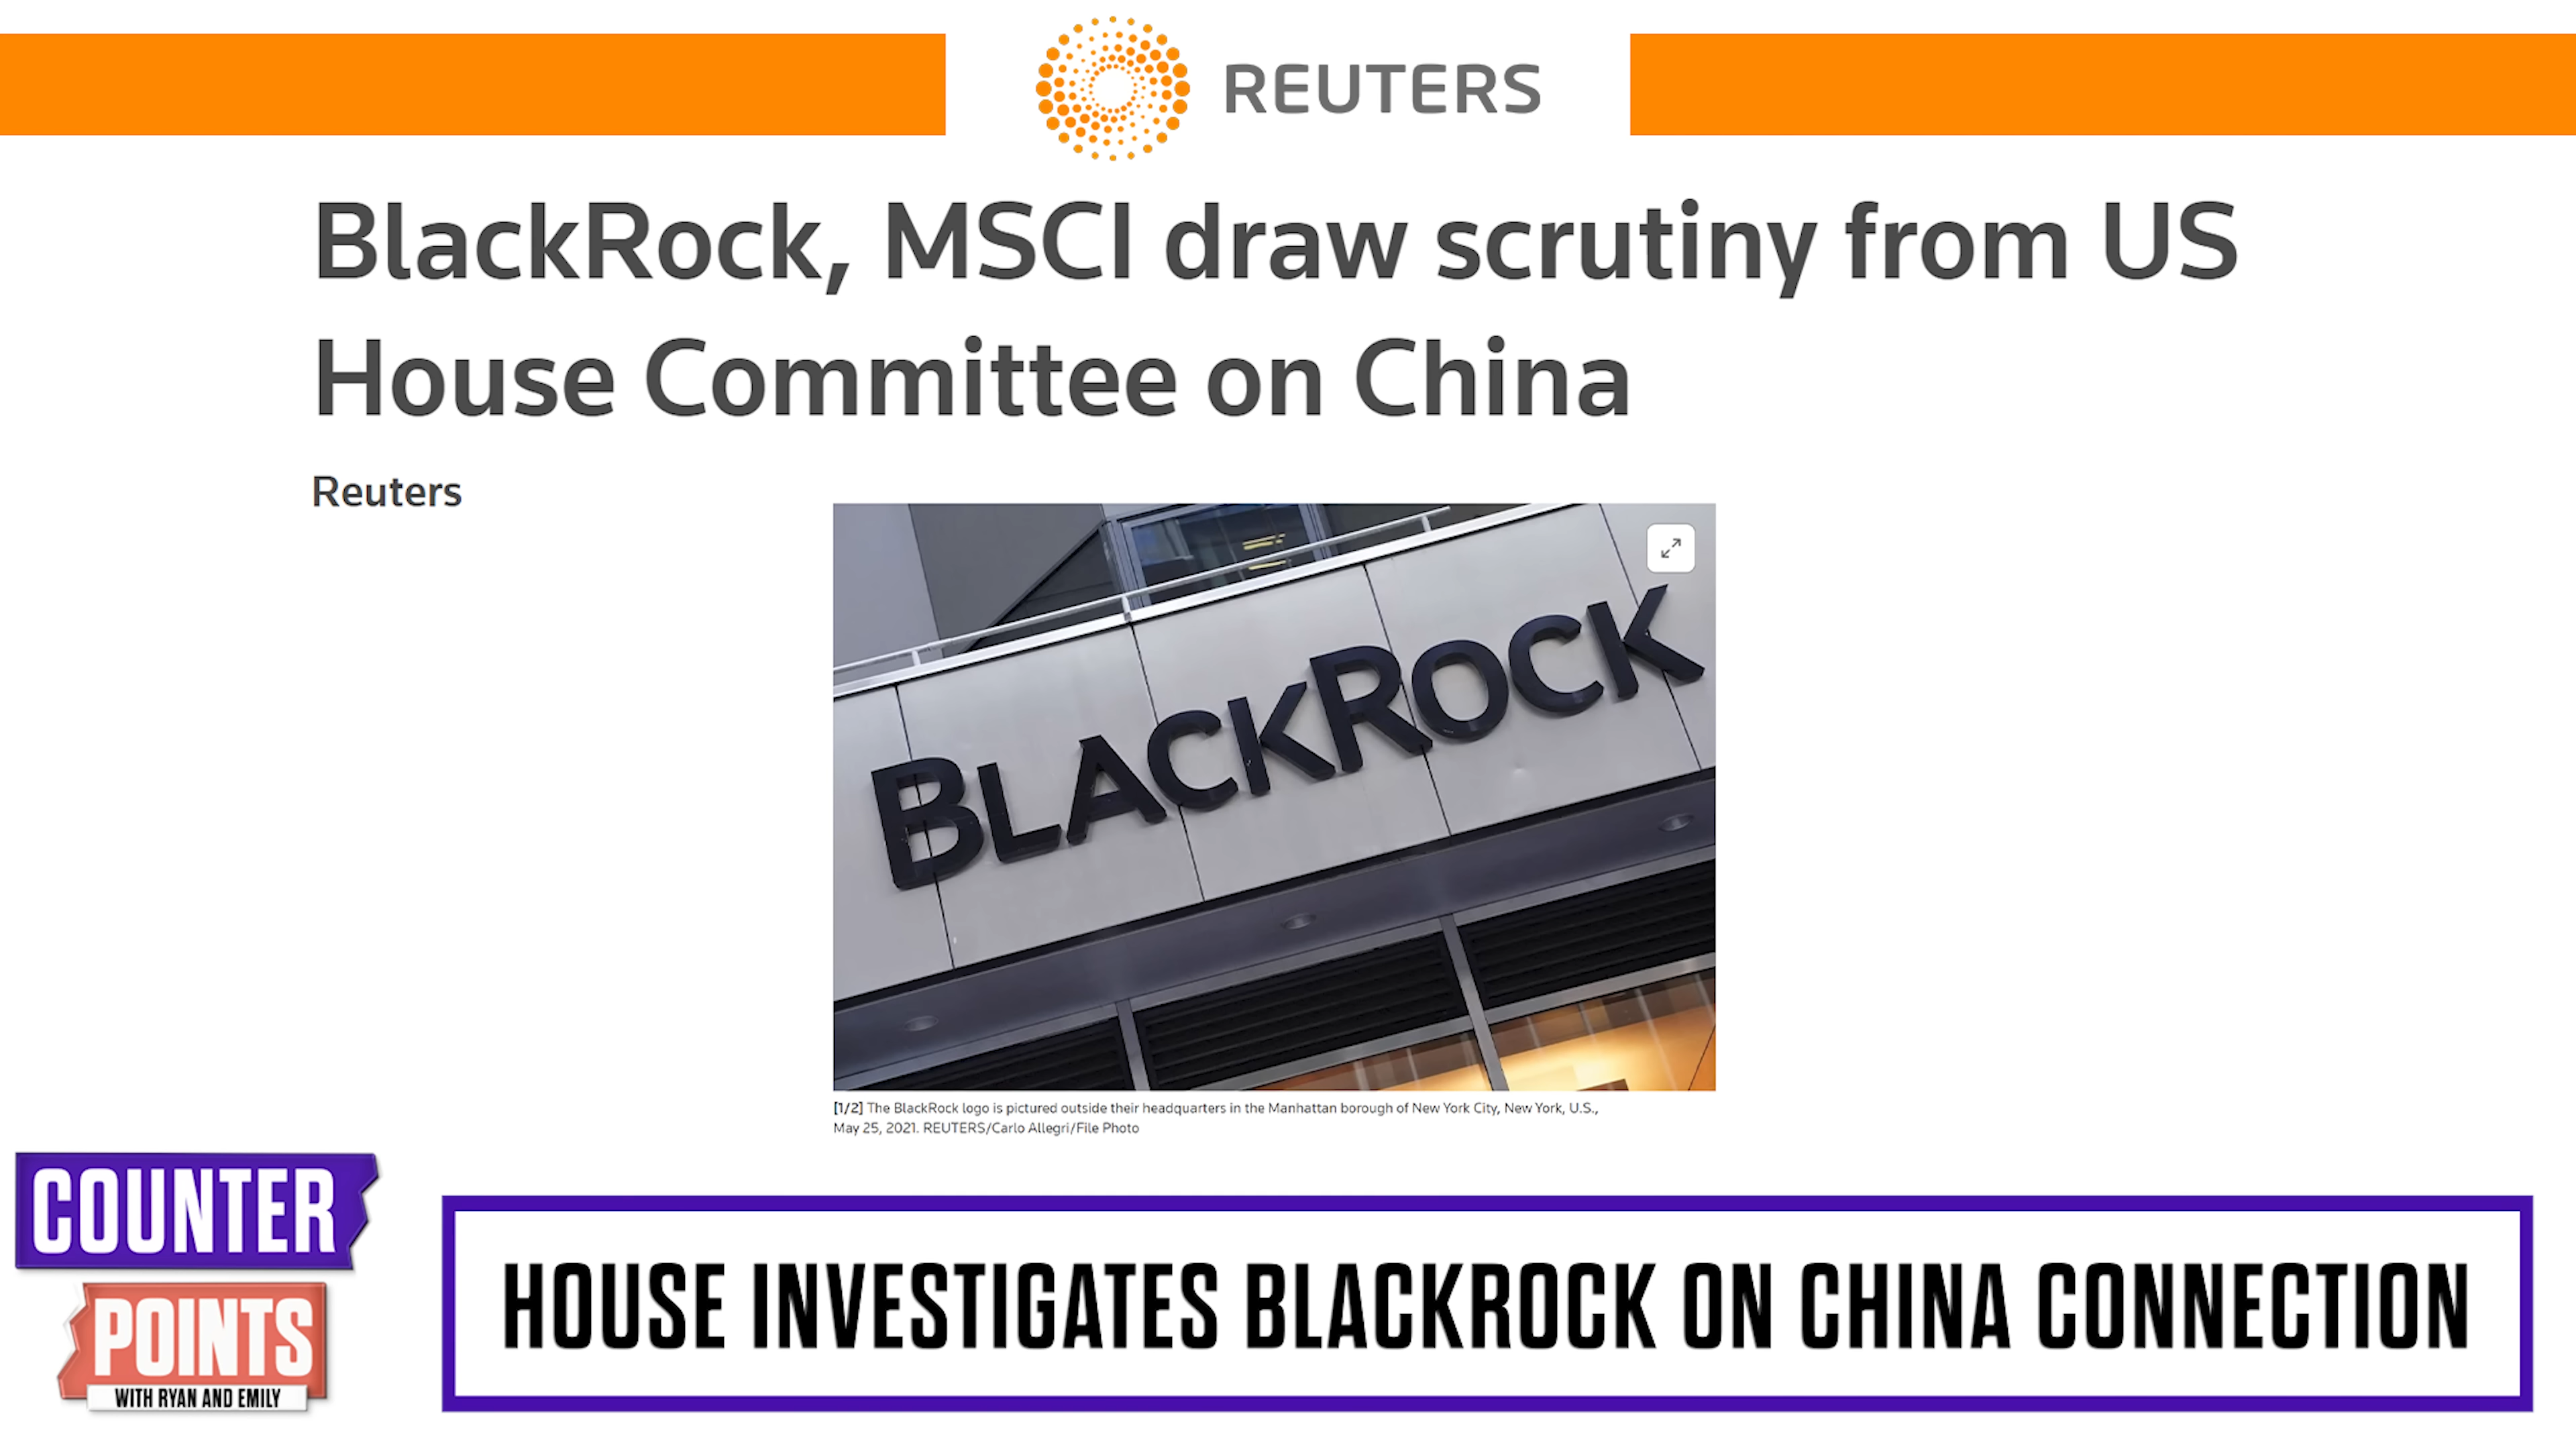 REUTERS
BlackRock, MSCI draw scrutiny from US
House Committee on China
Reuters
BLACKROCK
[1/2] The BlackRock logo is pictured outside their headquarters in the Manhattan borough of New York City, New York, U.S.,
May 25, 2021. REUTERS/Carlo Allegri/File Photo
COUNTER
POINTS
WITH RYAN AND EMILY
HOUSE INVESTIGATES BLACKROCK ON CHINA CONNECTION